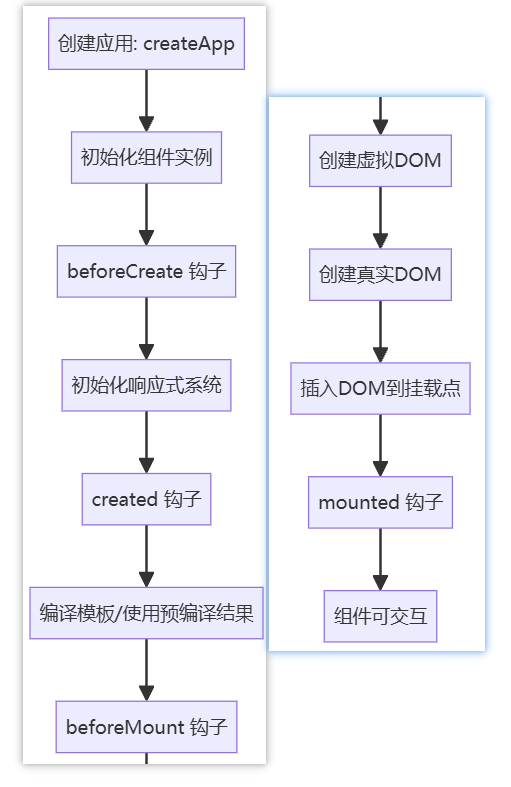 创建应用: createApp
初始化组件实例
beforeCreate 钩子
初始化响应式系统
created 钩子
编译模板/使用预编译结果
beforeMount 钩子
创建虚拟DOM
创建真实DOM
插入DOM到挂载点
mounted 钩子
组件可交互